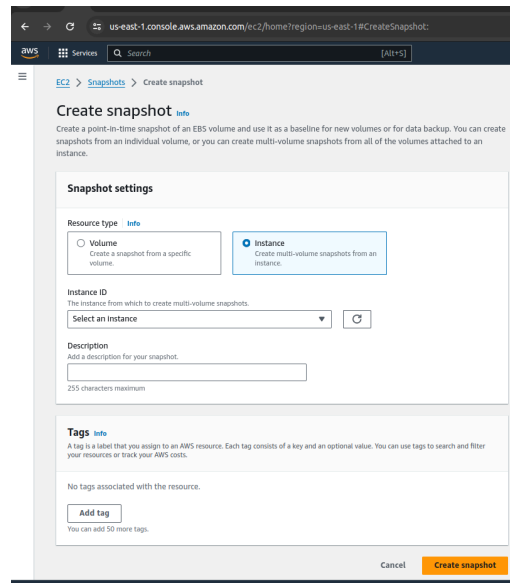 us-east-1.console.aws.amazon.com/ec2/home?region=us-east-1#CreateSnapshot:
aws Services Search [Alt+S]
EC2 > Snapshots > Create snapshot
Create snapshot Info
Create a point-in-time snapshot of an EBS volume and use it as a baseline for new volumes or for data backup. You can create
snapshots from an individual volume, or you can create multi-volume snapshots from all of the volumes attached to an
instance.
Snapshot settings
Resource type Info
Volume
Create a snapshot from a specific
volume.
Instance
Create multi-volume snapshots from an
instance.
Instance ID
The instance from which to create multi-volume snapshots.
Select an instance
Description
Add a description for your snapshot.
255 characters maximum
Tags Info
A tag is a label that you assign to an AWS resource. Each tag consists of a key and an optional value. You can use tags to search and filter
your resources or track your AWS costs.
No tags associated with the resource.
Add tag
You can add 50 more tags.
Cancel Create snapshot